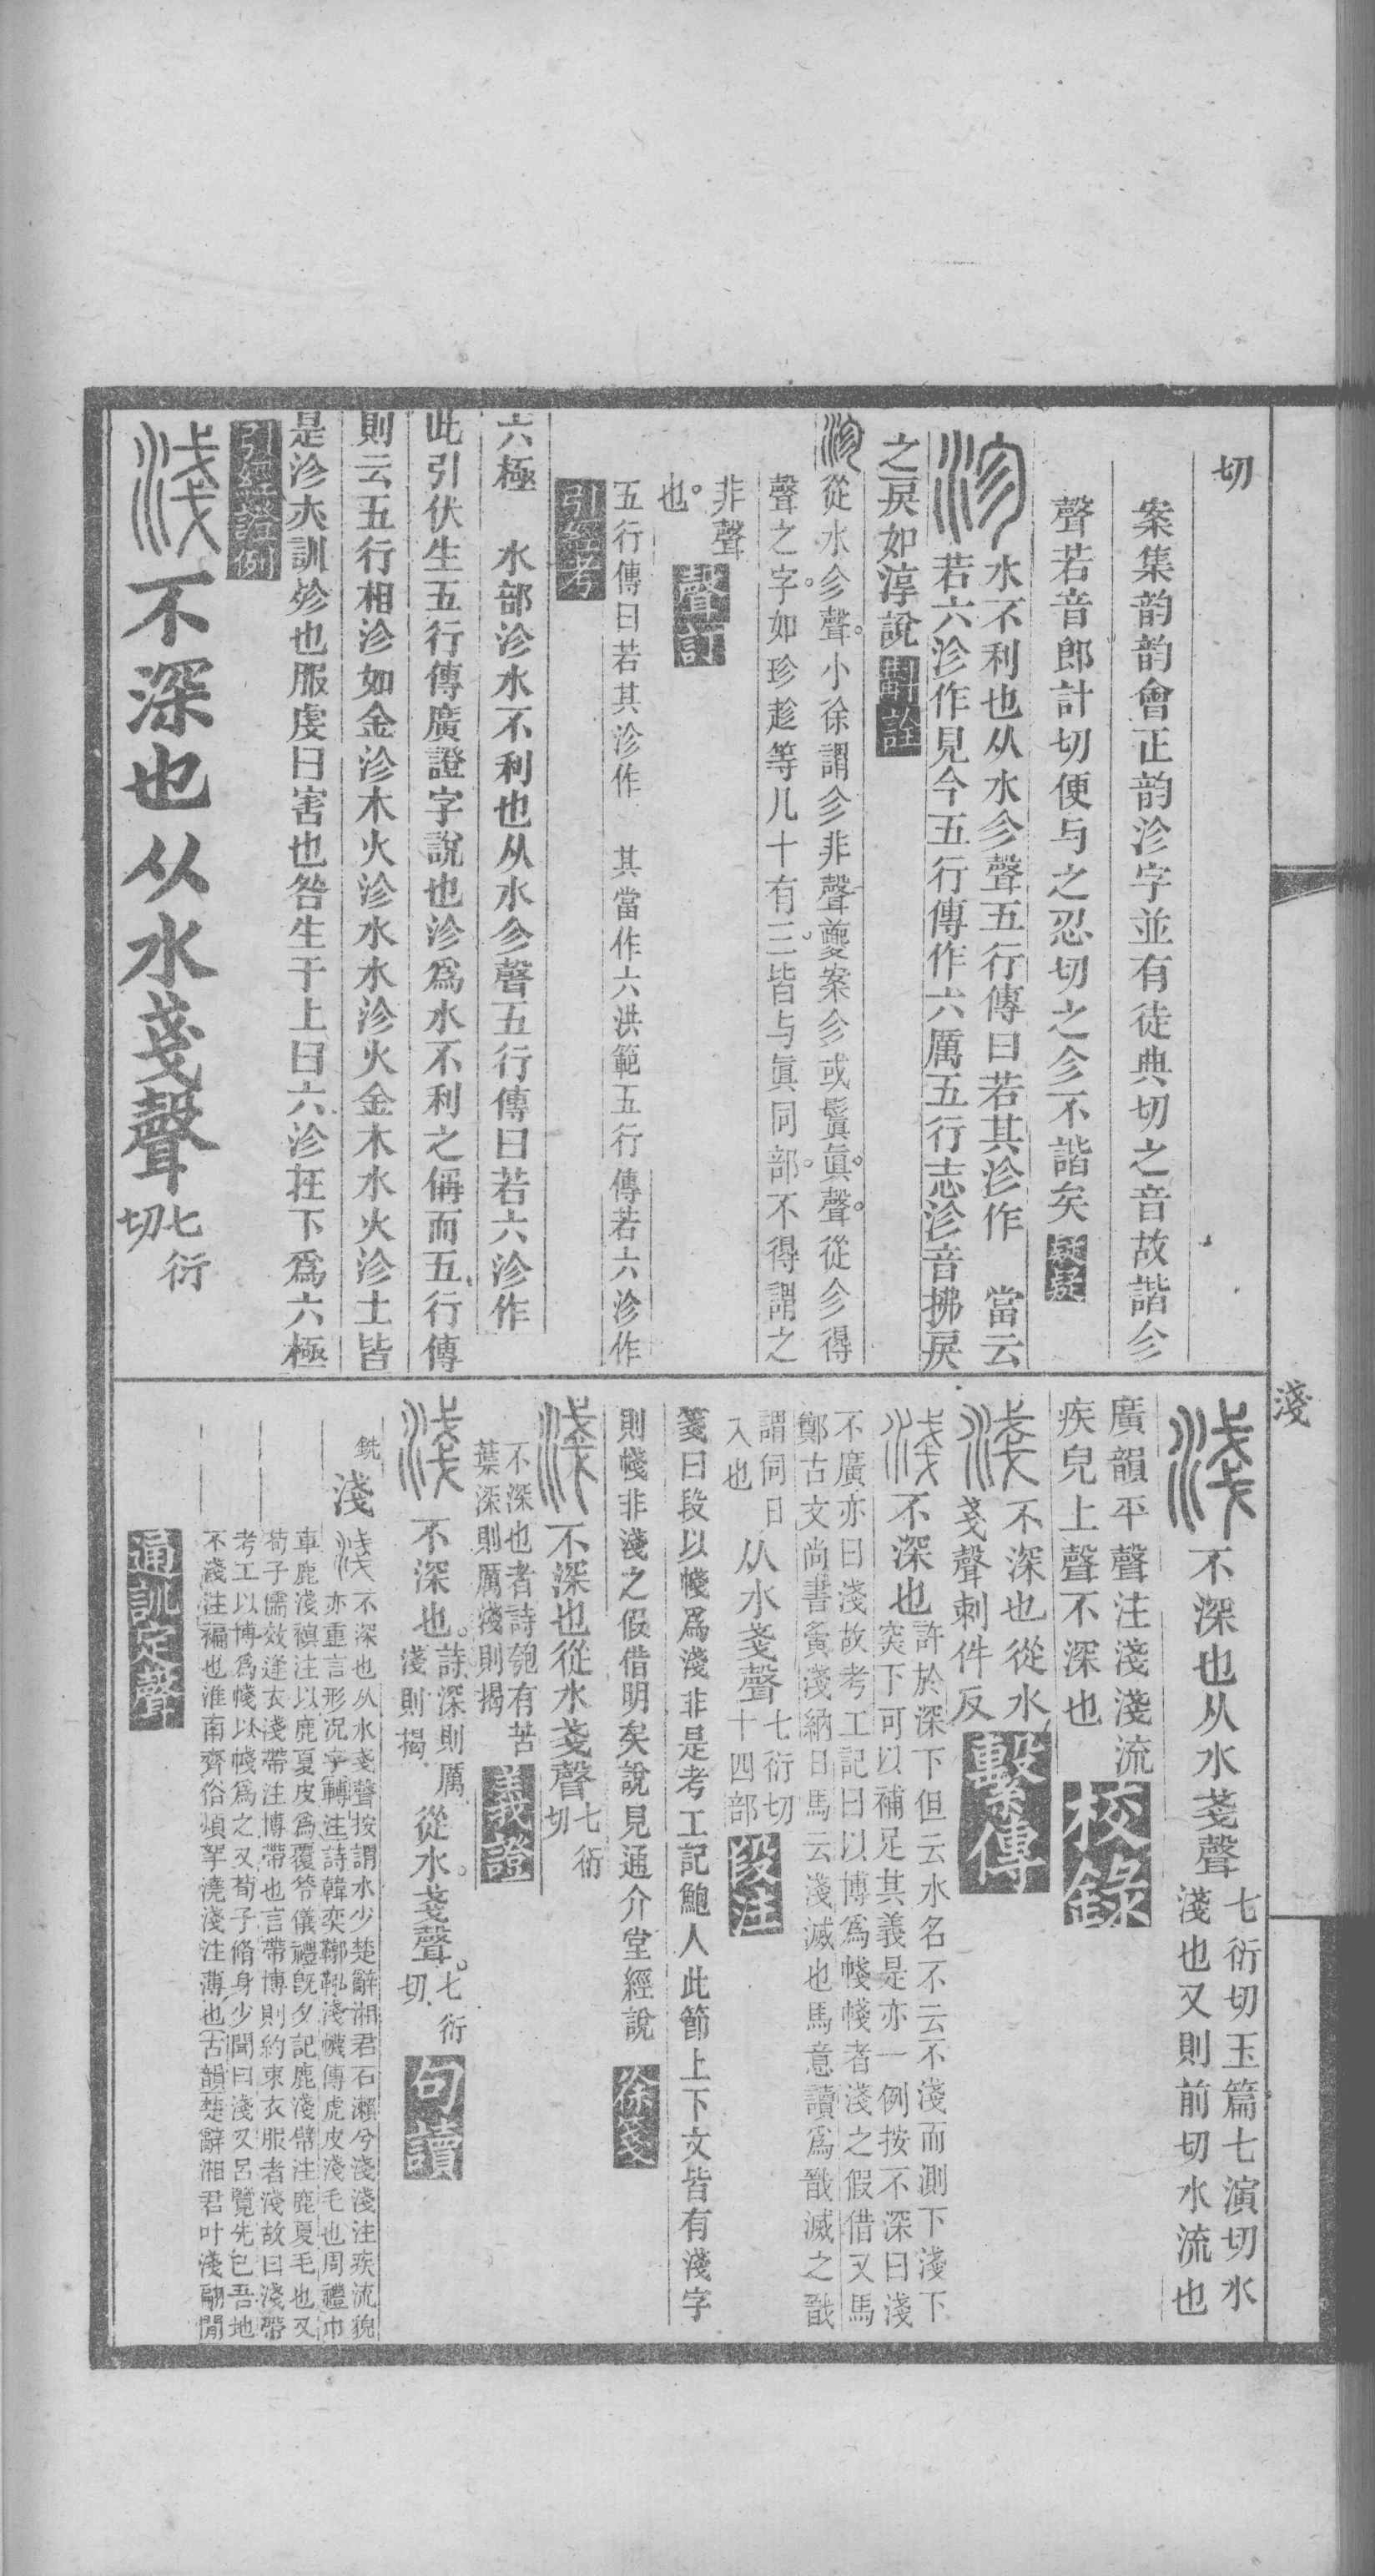 切
案集韵韵會正韵沴字並有徒典切之音故諧㐱
聲若音郎計切便与之忍切之㐱不諧矣
沴 水不利也从水㐱聲五行傳曰若其沴作 當云
若六沴作見今五行傳作六厲五行志沴音拂戾
之戾如淳說
沴 從水㐱聲小徐謂㐱非聲夔案㐱或鬒眞聲從㐱得
聲之字如珍趁等几十有三皆与眞同部不得謂之
非聲
也 聲訂
五行傳曰若其沴作 其當作六洪範五行傳若六沴作
引經考
六極 水部沴水不利也从水㐱聲五行傳曰若六沴作
此引伏生五行傳廣證字說也沴爲水不利之偁而五行傳
則云五行相沴如金沴木火沴水水沴火金木水火沴土皆
是沴亦訓殄也服虔曰害也咎生于上曰六沴在下爲六極
引經證例
淺 不深也从水戔聲 七衍切
淺
淺 不深也从水戔聲 七衍切玉篇七演切水
淺也又則前切水流也
廣韻平聲注淺淺流
疾皃上聲不深也 校錄
淺 不深也從水
戔聲刺件反 繫傳
淺 不深也 許於深下但云水名不云不淺而測下淺下
突下可以補足其義是亦一例按不深曰淺
不廣亦曰淺故考工記曰以博爲帴帴者淺之假借又馬
鄭古文尚書夤淺納日馬云淺滅也馬意讀爲戩滅之戩
謂伺日
入也 从水戔聲 七衍切
十四部 段注
箋曰段以帴爲淺非是考工記鮑人此節上下文皆有淺字
則帴非淺之假借明矣說見通介堂經說 徐箋
淺 不深也從水戔聲 七衍切
不深也者詩匏有苦
葉深則厲淺則揭 義證
淺 不深也 詩深則厲
淺則揭 從水戔聲 七衍切 句讀
銑 淺 淺 不深也从水戔聲按謂水少楚辭湘君石瀨兮淺淺注疾流貌
亦重言形況字轉注詩韓奕鞹鞃淺幭傳虎皮淺毛也周禮巾
車鹿淺𧝓注以鹿夏皮爲覆笭儀禮旣夕記鹿淺幦注鹿夏毛也又
荀子儒效逢衣淺帶注博帶也言帶博則約束衣服者淺故曰淺帶
考工以博爲帴以帴爲之又荀子脩身少聞曰淺又呂覽先己吾地
不淺注褊也淮南齊俗煩挐澆淺注薄也古韻楚辭湘君叶淺翩閒
通訓定聲